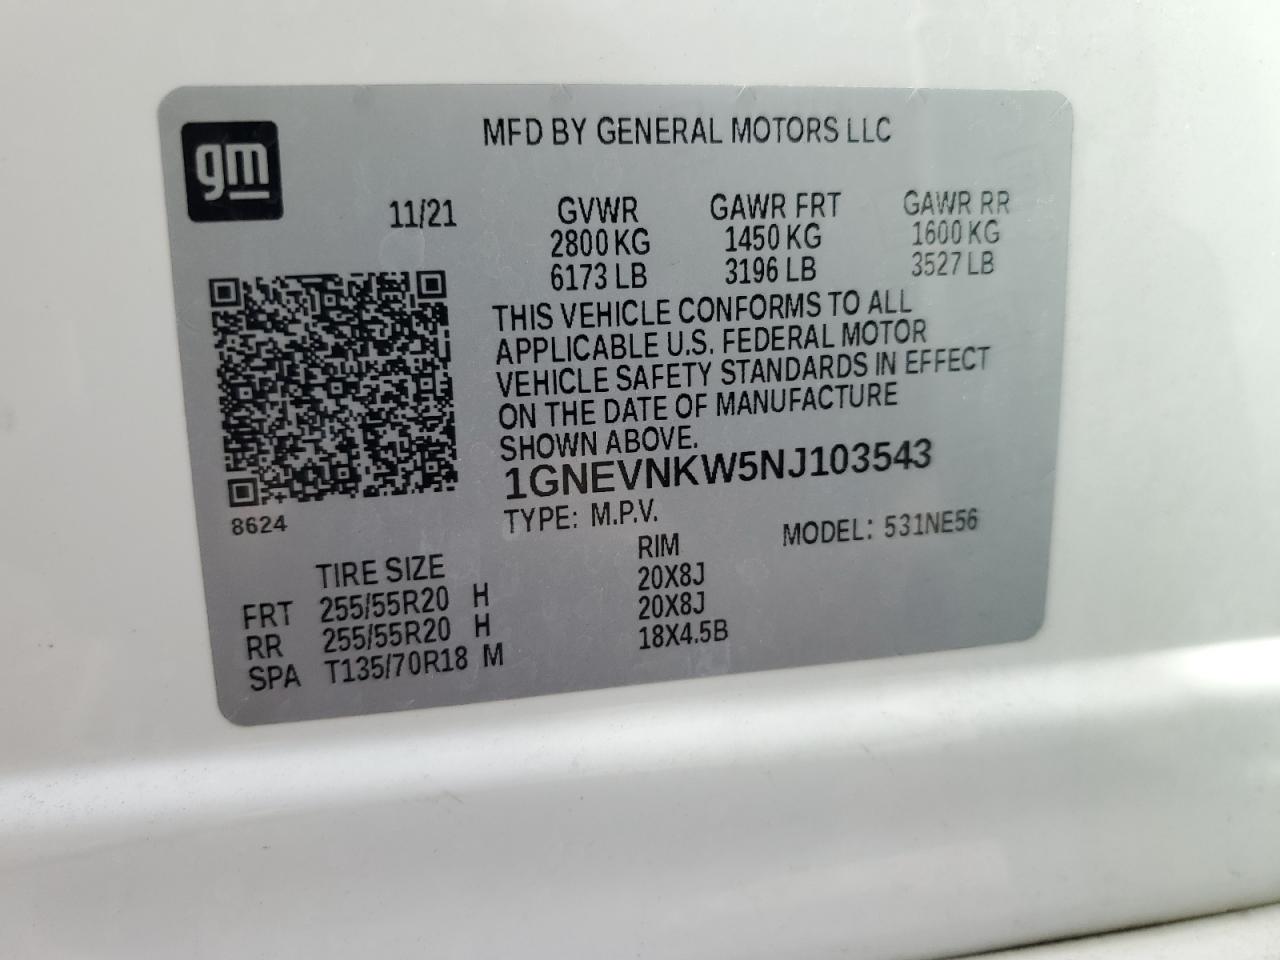 gm
MFD BY GENERAL MOTORS LLC
11/21
GVWR GAWR FRT GAWR RR
2800 KG 1450 KG 1600 KG
6173 LB 3196 LB 3527 LB
THIS VEHICLE CONFORMS TO ALL
APPLICABLE U.S. FEDERAL MOTOR
VEHICLE SAFETY STANDARDS IN EFFECT
ON THE DATE OF MANUFACTURE
SHOWN ABOVE.
1GNEVNKW5NJ103543
8624
TYPE: M.P.V. MODEL: 531NE56
TIRE SIZE RIM
FRT 255/55R20 H 20X8J
RR 255/55R20 H 20X8J
SPA T135/70R18 M 18X4.5B